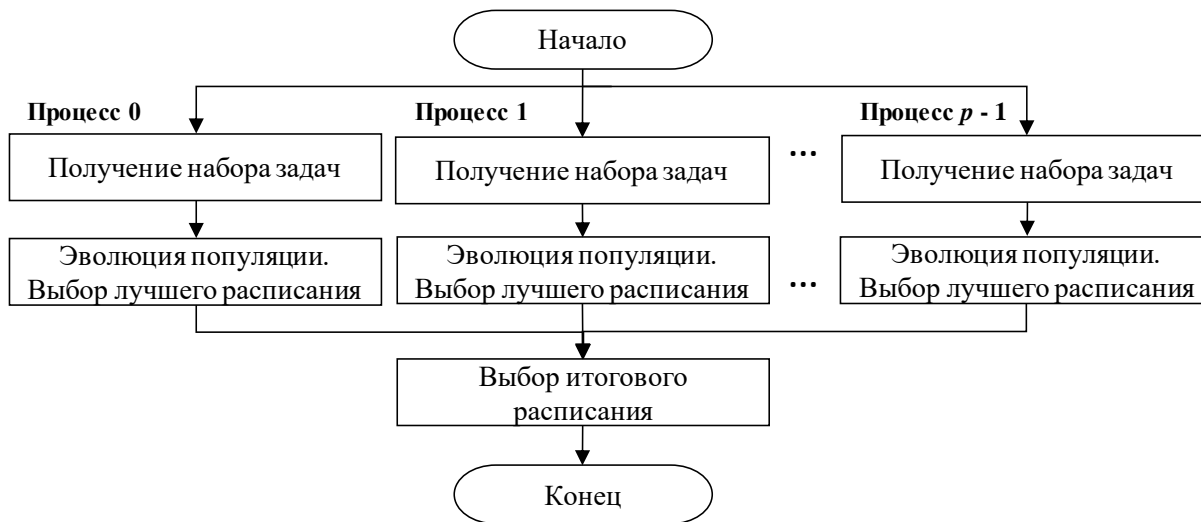 Начало
Процесс 0
Процесс 1
Процесс p - 1
Получение набора задач
Получение набора задач
...
Получение набора задач
Эволюция популяции.
Выбор лучшего расписания
Эволюция популяции.
Выбор лучшего расписания
...
Эволюция популяции.
Выбор лучшего расписания
Выбор итогового
расписания
Конец